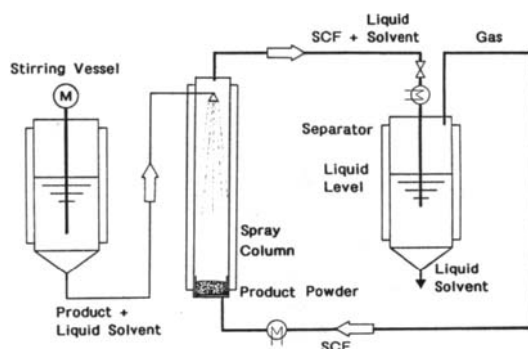 Liquid
SCF + Solvent
Gas
Stirring Vessel
M
Separator
Liquid
Level
Spray
Column
Product Powder
Liquid
Solvent
Product +
Liquid Solvent
SCF